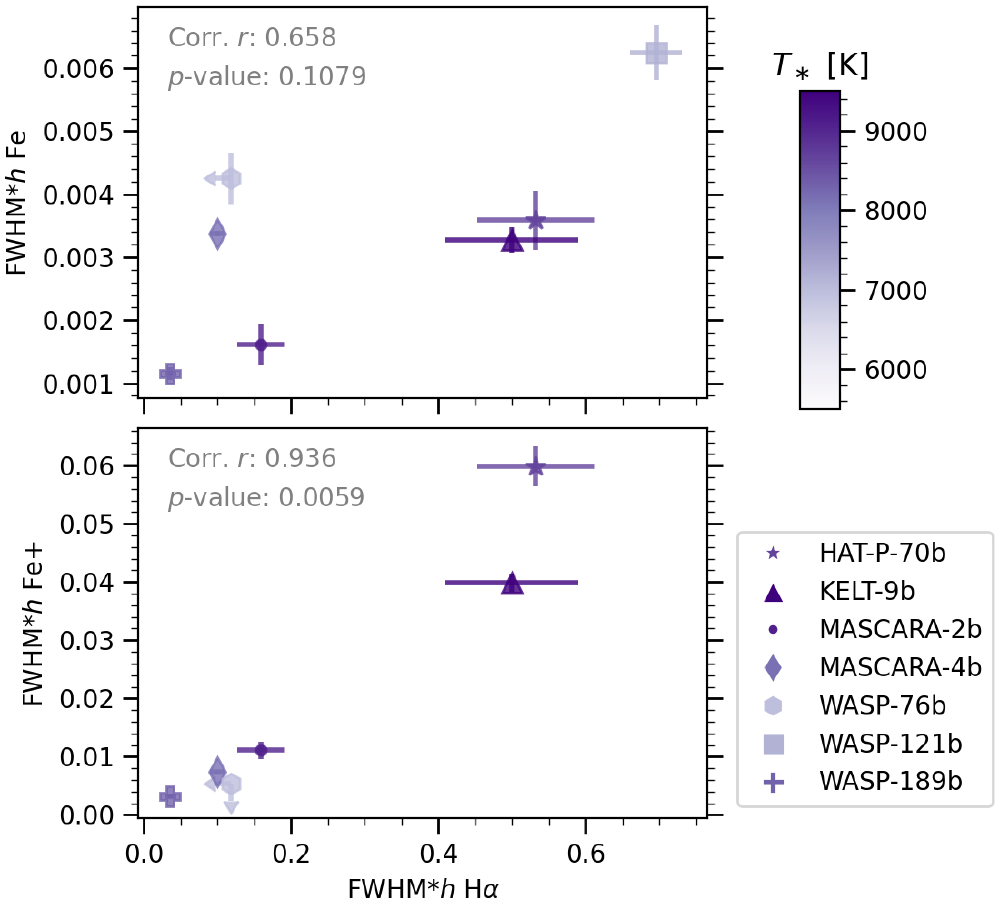 Corr. r: 0.658
p-value: 0.1079
FWHM*h Fe
0.006
0.005
0.004
0.003
0.002
0.001
T* [K]
9000
8000
7000
6000
Corr. r: 0.936
p-value: 0.0059
FWHM*h Fe+
0.06
0.05
0.04
0.03
0.02
0.01
0.00
0.0 0.2 0.4 0.6
FWHM*h Hα
HAT-P-70b
KELT-9b
MASCARA-2b
MASCARA-4b
WASP-76b
WASP-121b
WASP-189b